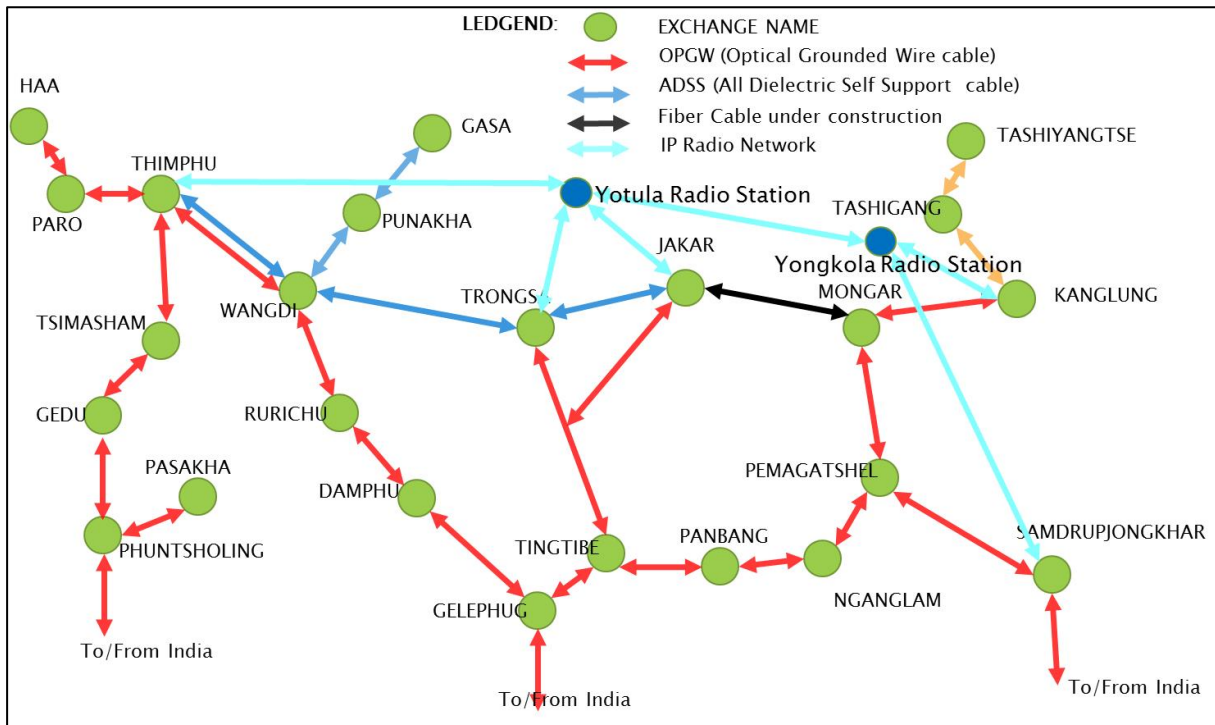 LEDGEND:
EXCHANGE NAME
OPGW (Optical Grounded Wire cable)
ADSS (All Dielectric Self Support cable)
Fiber Cable under construction
IP Radio Network
HAA
GASA
TASHIYANGTSE
THIMPHU
PARO
PUNAKHA
Yotula Radio Station
TASHIGANG
JAKAR
Yongkola Radio Station
WANGDI
TRONGSA
MONGAR
KANGLUNG
TSIMASHAM
GEDU
RURICHU
PASAKHA
DAMPHU
PEMAGATSHEL
PHUNTSHOLING
TINGTIBE
PANBANG
SAMDRUPJONGKHAR
GELEPHUG
NGANGLAM
To/From India
To/From India
To/From India